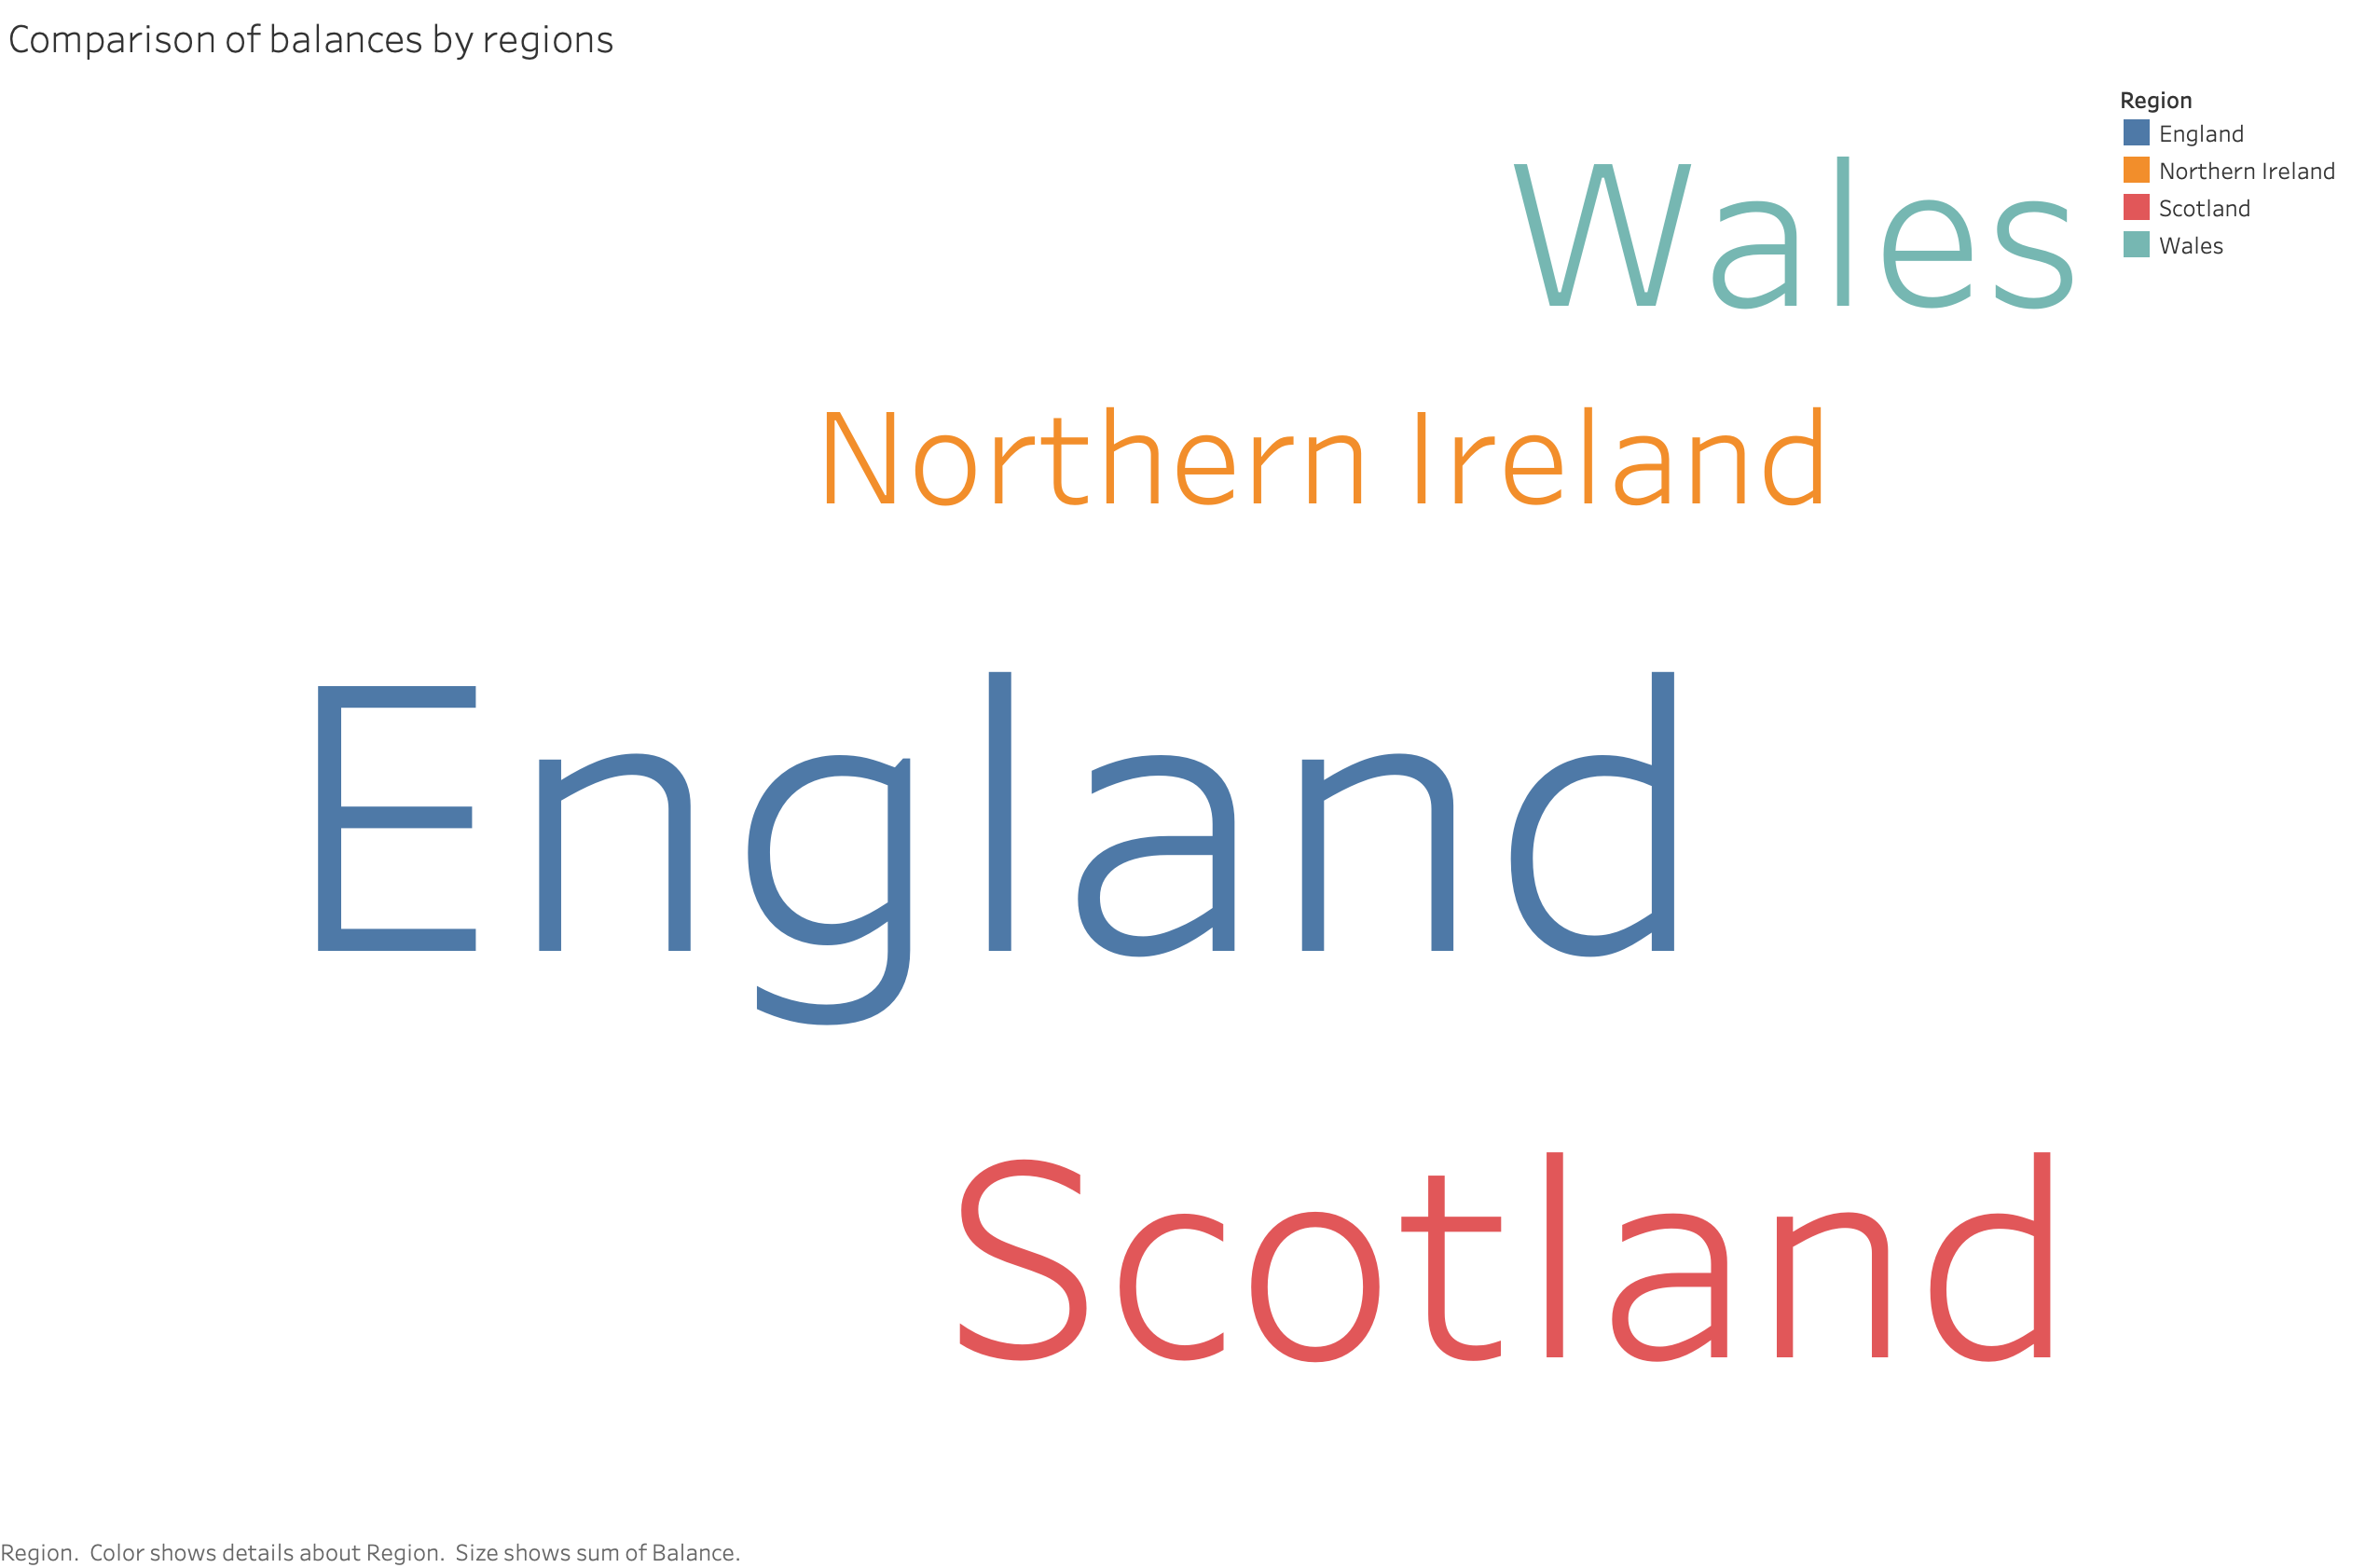 Comparison of balances by regions
Region
England
Northern Ireland
Scotland
Wales
Wales
Northern Ireland
England
Scotland
Region. Color shows details about Region. Size shows sum of Balance.